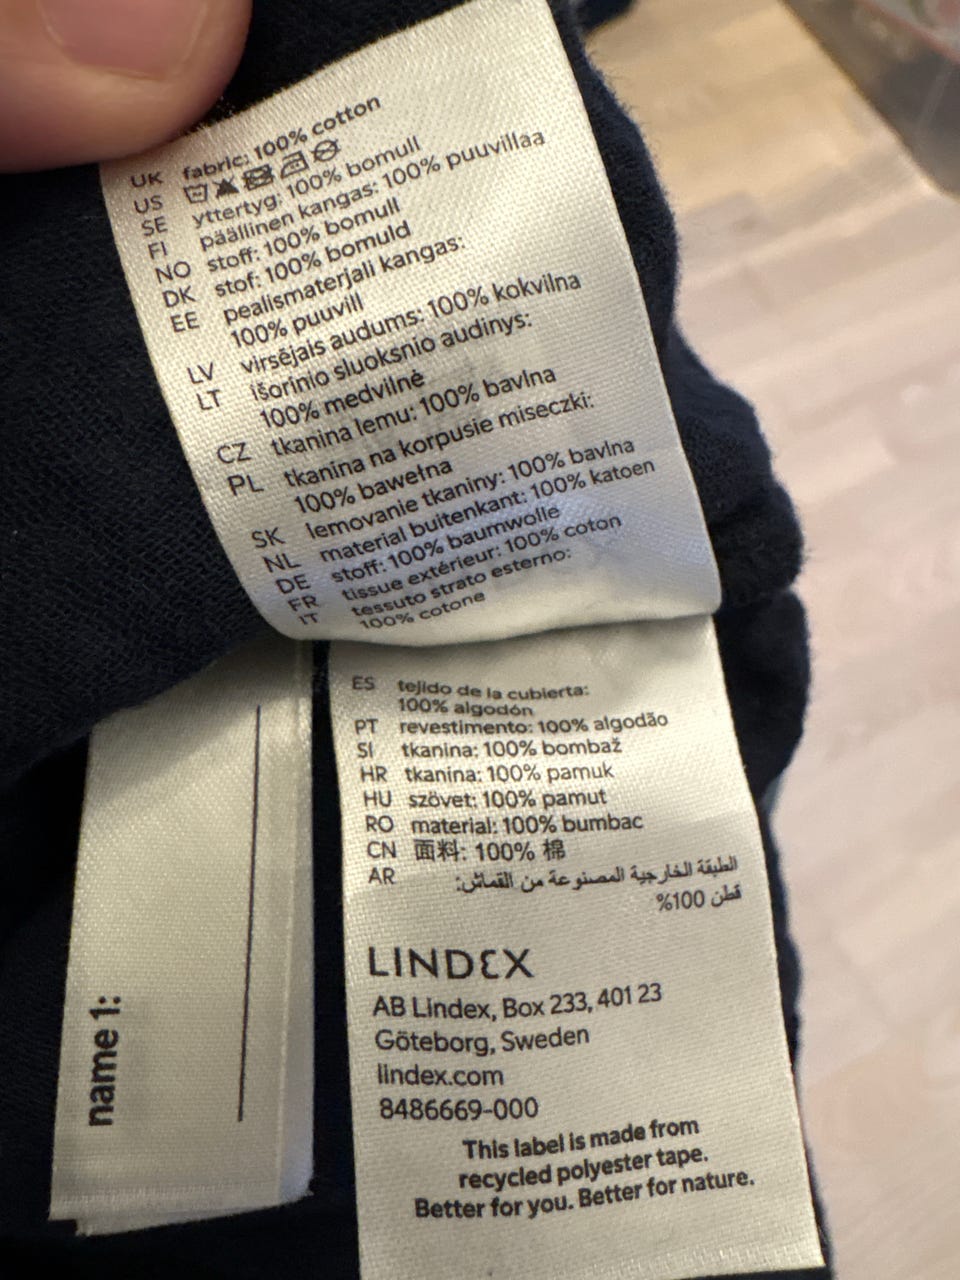 UK fabric: 100% cotton
US
SE yttertyg: 100% bomull
FI päällinen kangas: 100% puuvillaa
NO stoff: 100% bomull
DK stof: 100% bomuld
EE pealismaterjali kangas:
100% puuvill
LV virsējais audums: 100% kokvilna
LT išorinio sluoksnio audinys:
100% medvilnė
CZ tkanina lemu: 100% bavlna
PL tkanina na korpusie miseczki:
100% bawełna
SK lemovanie tkaniny: 100% bavlna
NL material buitenkant: 100% katoen
DE stoff: 100% baumwolle
FR tissue extérieur: 100% coton
IT tessuto strato esterno:
100% cotone
ES tejido de la cubierta:
100% algodón
PT revestimento: 100% algodão
SI tkanina: 100% bombaž
HR tkanina: 100% pamuk
HU szövet: 100% pamut
RO material: 100% bumbac
CN 面料: 100% 棉
AR الطبقة الخارجية المصنوعة من القماش:
قطن 100%
LINDEX
AB Lindex, Box 233, 401 23
Göteborg, Sweden
lindex.com
8486669-000
This label is made from
recycled polyester tape.
Better for you. Better for nature.
name 1: